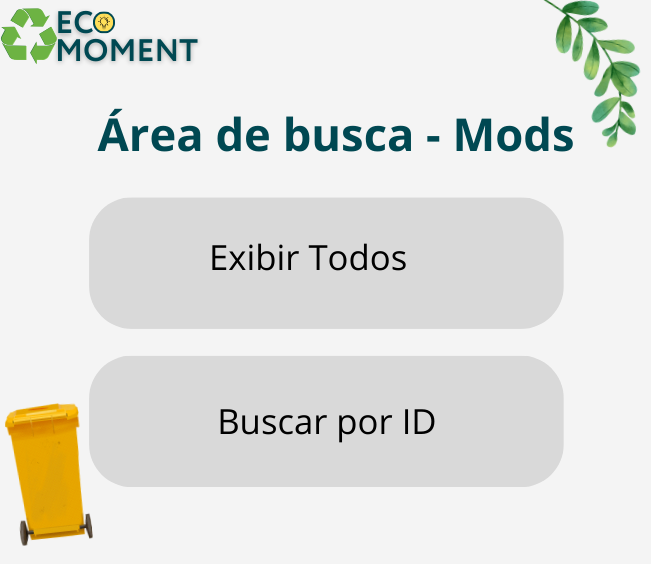 ECO
MOMENT
Área de busca - Mods
Exibir Todos
Buscar por ID